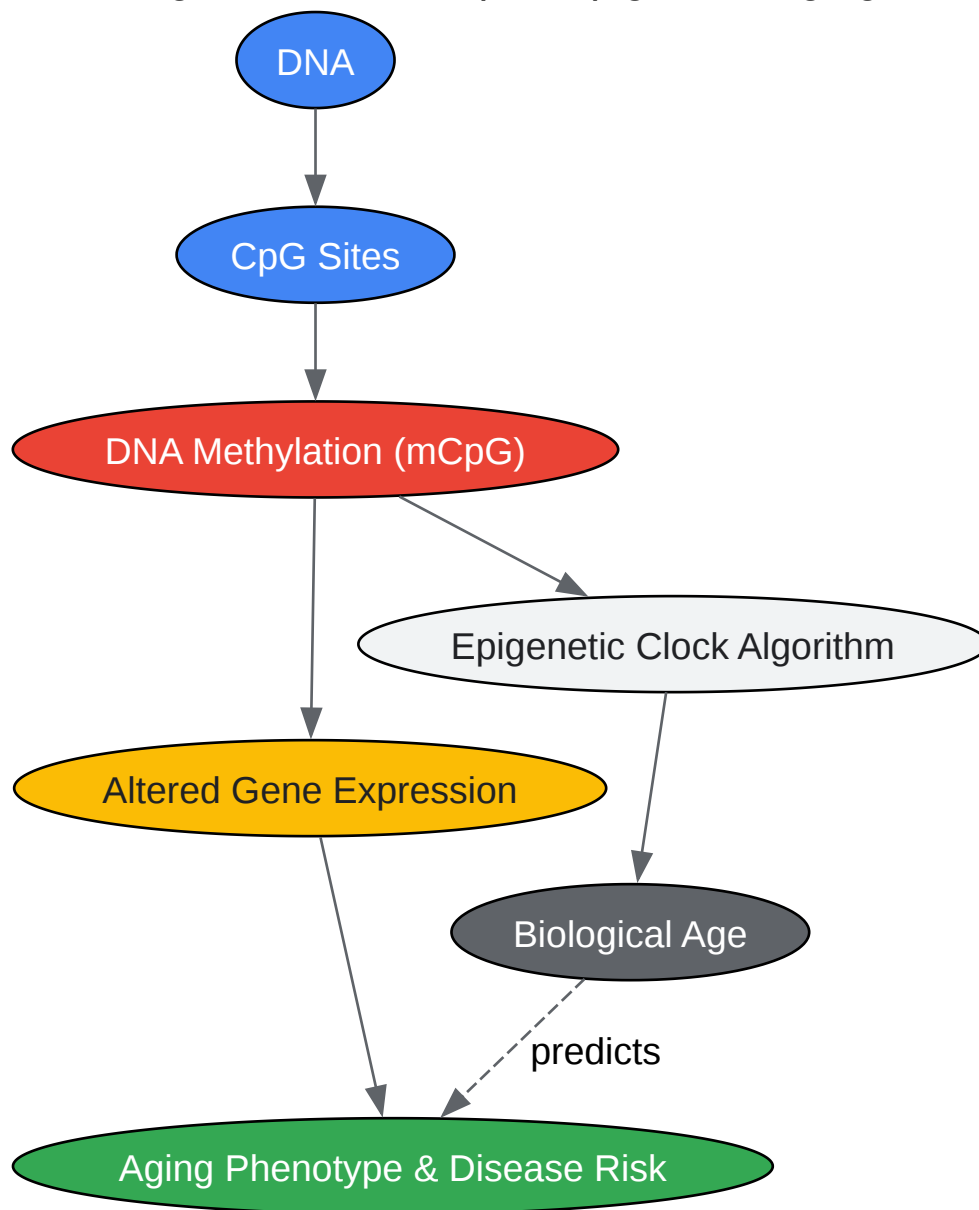 DNA
CpG Sites
DNA Methylation (mCpG)
Epigenetic Clock Algorithm
Altered Gene Expression
Biological Age
predicts
Aging Phenotype & Disease Risk